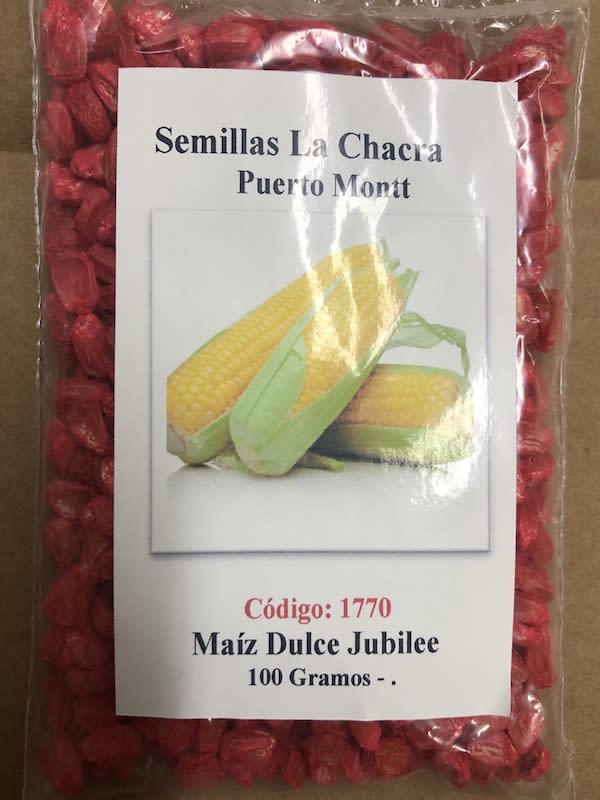 Semillas La Chacra
Puerto Montt
Código: 1770
Maíz Dulce Jubilee
100 Gramos - .